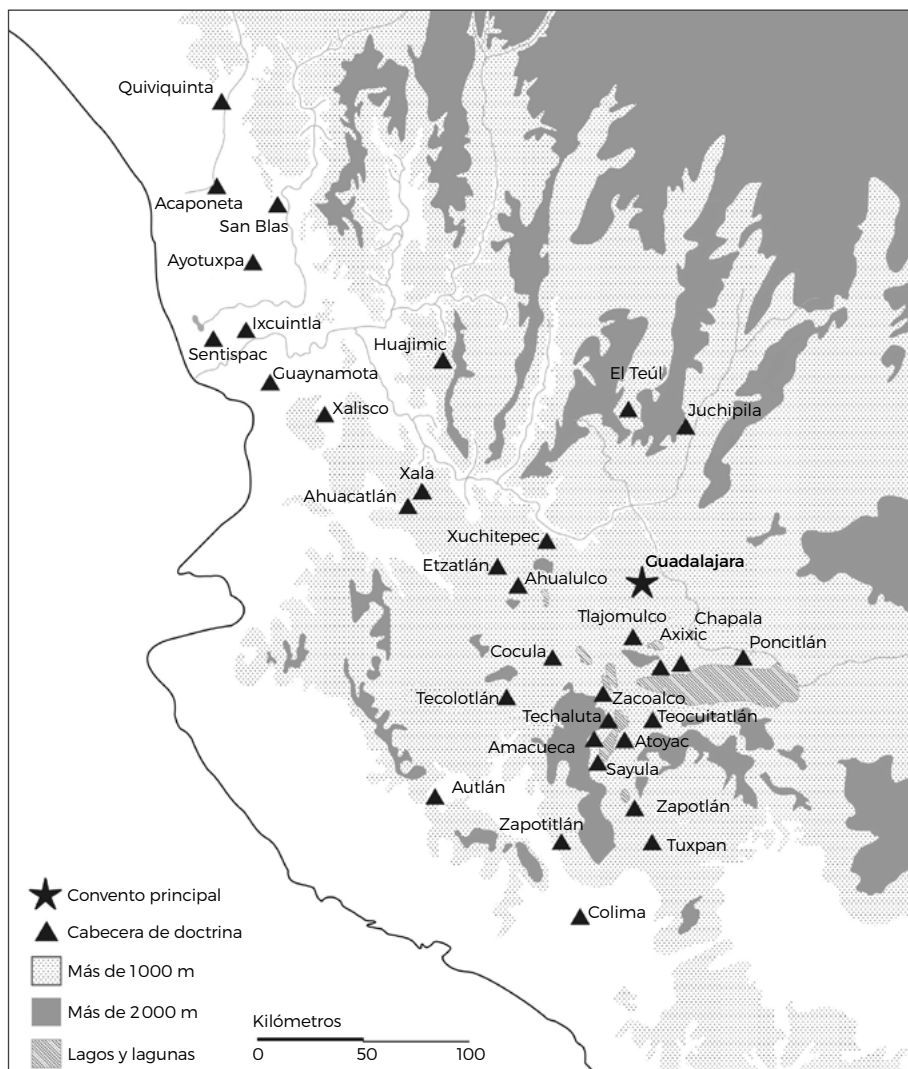 Quiviquinta
Acaponeta
San Blas
Ayotuxpa
Ixcuintla
Sentispac
Huajimic
Guaynamota
El Teúl
Xalisco
Juchipila
Xala
Ahuacatlán
Xuchitepec
Etzatlán
Guadalajara
Ahualulco
Tlajomulco
Chapala
Axixic
Poncitlán
Cocula
Tecolotlán
Zacoalco
Techaluta
Teocuitatlán
Amacueca
Atoyac
Sayula
Autlán
Zapotlán
Zapotitlán
Tuxpan
Colima
Convento principal
Cabecera de doctrina
Más de 1000 m
Más de 2000 m
Lagos y lagunas
Kilómetros
0 50 100